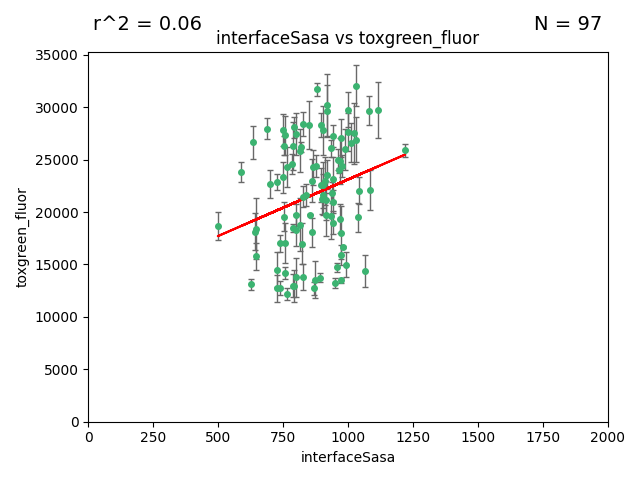 r^2 = 0.06
N = 97
interfaceSasa vs toxgreen_fluor
35000
30000
25000
20000
15000
10000
5000
0
toxgreen_fluor
0 250 500 750 1000 1250 1500 1750 2000
interfaceSasa